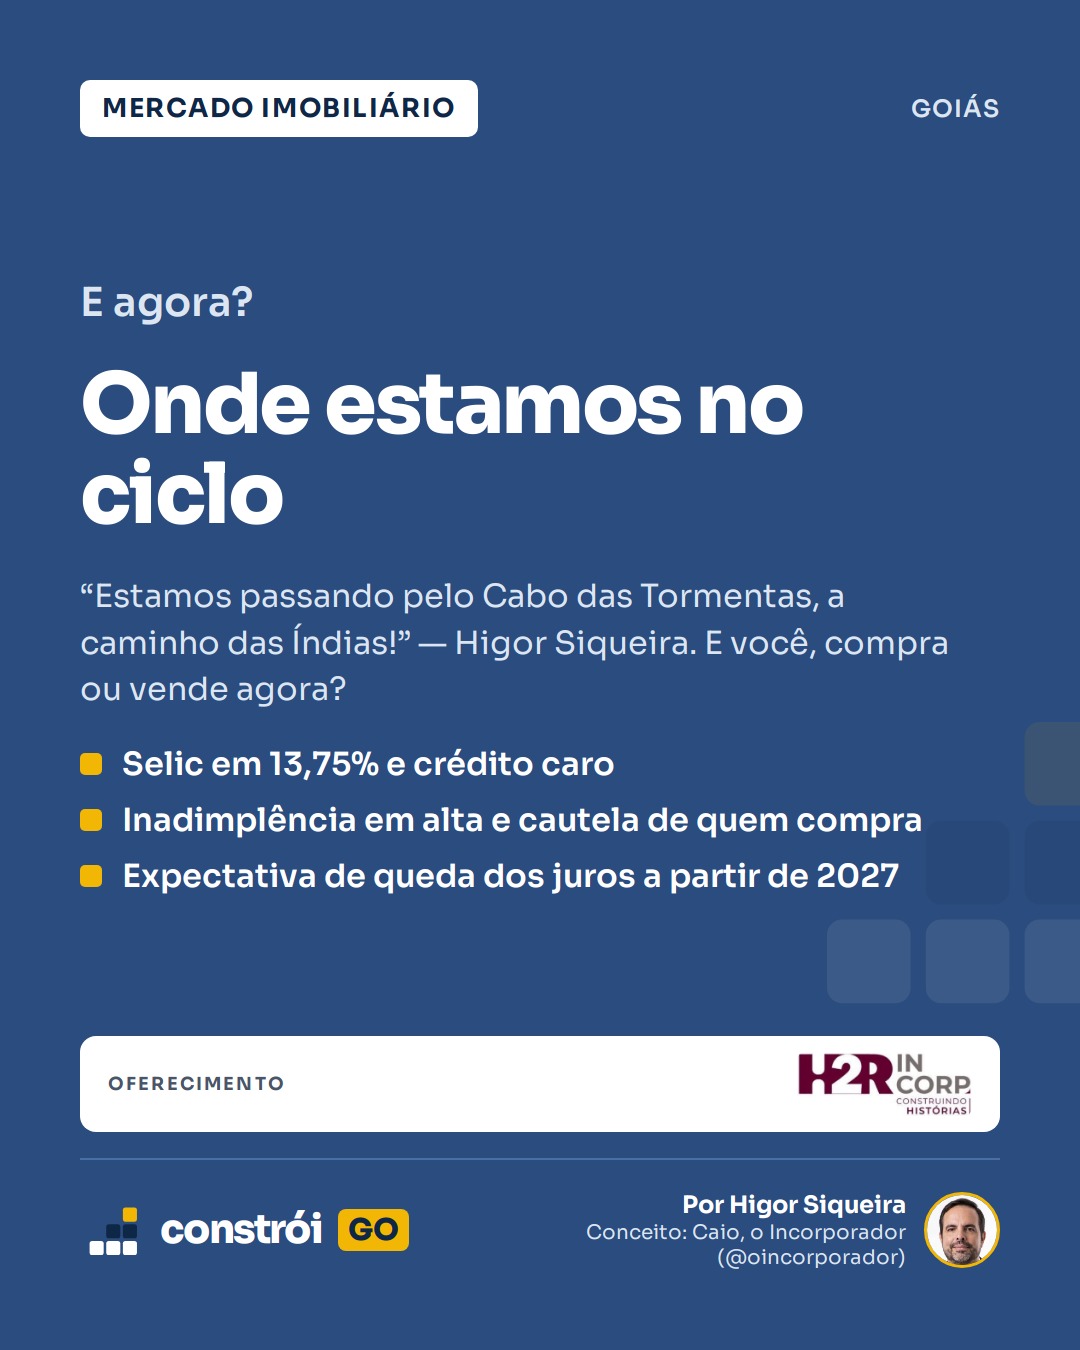 MERCADO IMOBILIÁRIO
GOIÁS
E agora?
Onde estamos no
ciclo
“Estamos passando pelo Cabo das Tormentas, a
caminho das Índias!” — Higor Siqueira. E você, compra
ou vende agora?
Selic em 13,75% e crédito caro
Inadimplência em alta e cautela de quem compra
Expectativa de queda dos juros a partir de 2027
OFERECIMENTO
H2R IN
CORP.
CONSTRUINDO
HISTÓRIAS
constrói GO
Por Higor Siqueira
Conceito: Caio, o Incorporador
(@oincorporador)